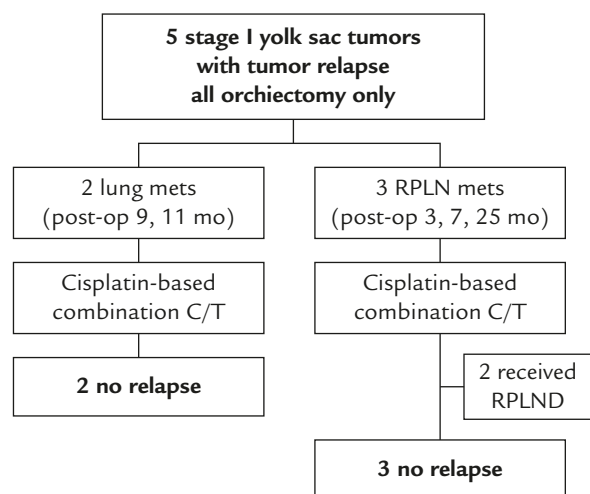 5 stage I yolk sac tumors
with tumor relapse
all orchiectomy only
2 lung mets
(post-op 9, 11 mo)
3 RPLN mets
(post-op 3, 7, 25 mo)
Cisplatin-based
combination C/T
Cisplatin-based
combination C/T
2 no relapse
2 received
RPLND
3 no relapse